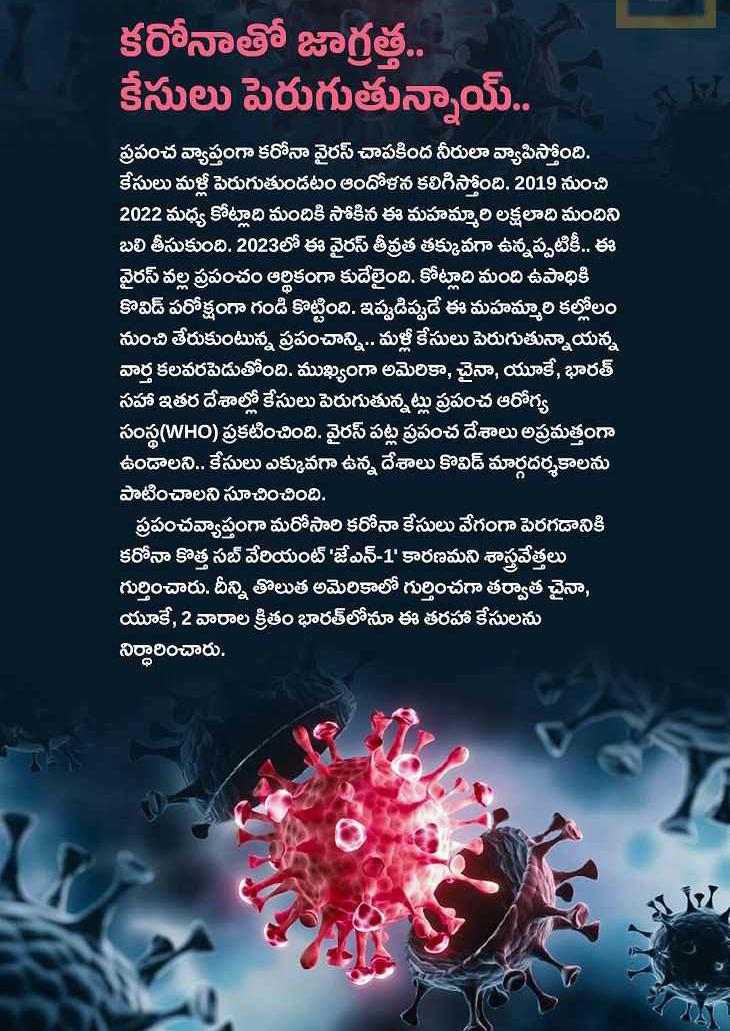 కరోనాతో జాగ్రత్త..
కేసులు పెరుగుతున్నాయ్..
ప్రపంచ వ్యాప్తంగా కరోనా వైరస్ చాపకింద నీరులా వ్యాపిస్తోంది.
కేసులు మళ్లీ పెరుగుతుండటం ఆందోళన కలిగిస్తోంది. 2019 నుంచి
2022 మధ్య కోట్లాది మందికి సోకిన ఈ మహమ్మారి లక్షలాది మందిని
బలి తీసుకుంది. 2023లో ఈ వైరస్ తీవ్రత తక్కువగా ఉన్నప్పటికీ.. ఈ
వైరస్ వల్ల ప్రపంచం ఆర్థికంగా కుదేలైంది. కోట్లాది మంది ఉపాధికి
కొవిడ్ పరోక్షంగా గండి కొట్టింది. ఇప్పుడిప్పుడే ఈ మహమ్మారి కల్లోలం
నుంచి తేరుకుంటున్న ప్రపంచాన్ని.. మళ్లీ కేసులు పెరుగుతున్నాయన్న
వార్త కలవరపెడుతోంది. ముఖ్యంగా అమెరికా, చైనా, యూకే, భారత్
సహా ఇతర దేశాల్లో కేసులు పెరుగుతున్నట్లు ప్రపంచ ఆరోగ్య
సంస్థ(WHO) ప్రకటించింది. వైరస్ పట్ల ప్రపంచ దేశాలు అప్రమత్తంగా
ఉండాలని.. కేసులు ఎక్కువగా ఉన్న దేశాలు కొవిడ్ మార్గదర్శకాలను
పాటించాలని సూచించింది.
ప్రపంచవ్యాప్తంగా మరోసారి కరోనా కేసులు వేగంగా పెరగడానికి
కరోనా కొత్త సబ్ వేరియంట్ 'జేఎన్-1' కారణమని శాస్త్రవేత్తలు
గుర్తించారు. దీన్ని తొలుత అమెరికాలో గుర్తించగా తర్వాత చైనా,
యూకే, 2 వారాల క్రితం భారత్‌లోనూ ఈ తరహా కేసులను
నిర్ధారించారు.